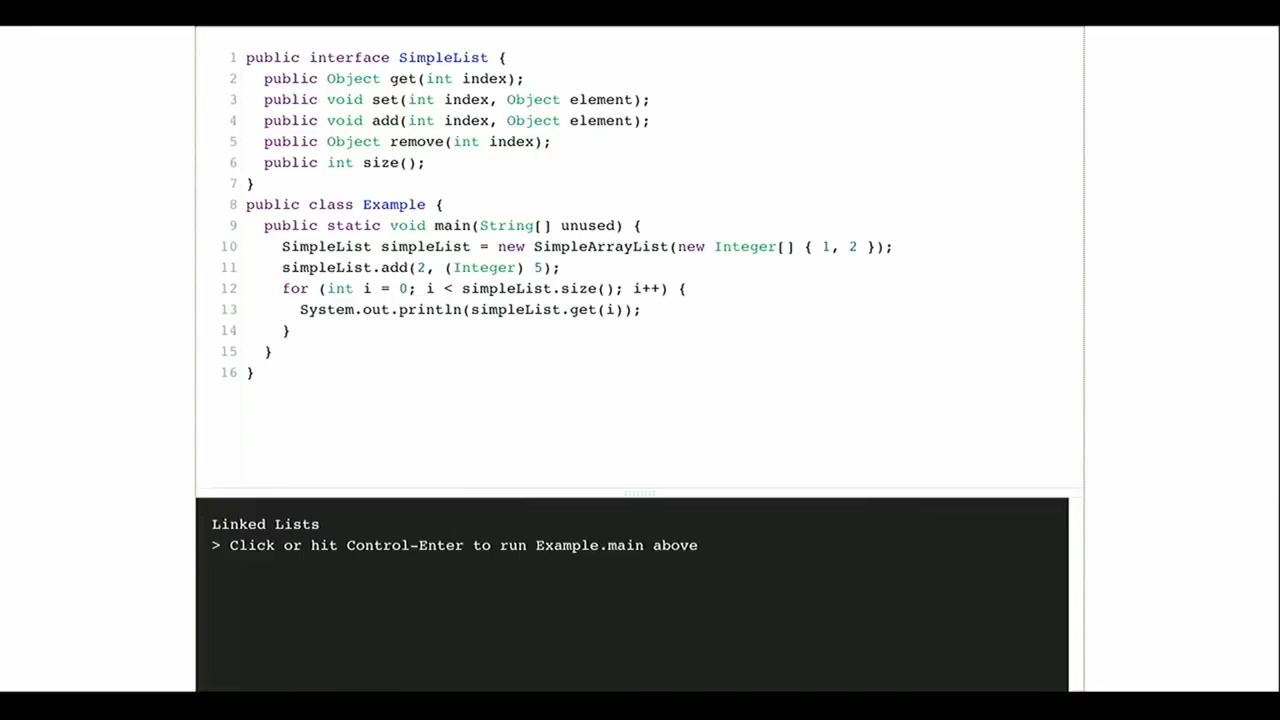 1 public interface SimpleList {
2 public Object get(int index);
3 public void set(int index, Object element);
4 public void add(int index, Object element);
5 public Object remove(int index);
6 public int size();
7 }
8 public class Example {
9 public static void main(String[] unused) {
10 SimpleList simpleList = new SimpleArrayList(new Integer[] { 1, 2 });
11 simpleList.add(2, (Integer) 5);
12 for (int i = 0; i < simpleList.size(); i++) {
13 System.out.println(simpleList.get(i));
14 }
15 }
16 }
Linked Lists
> Click or hit Control-Enter to run Example.main above